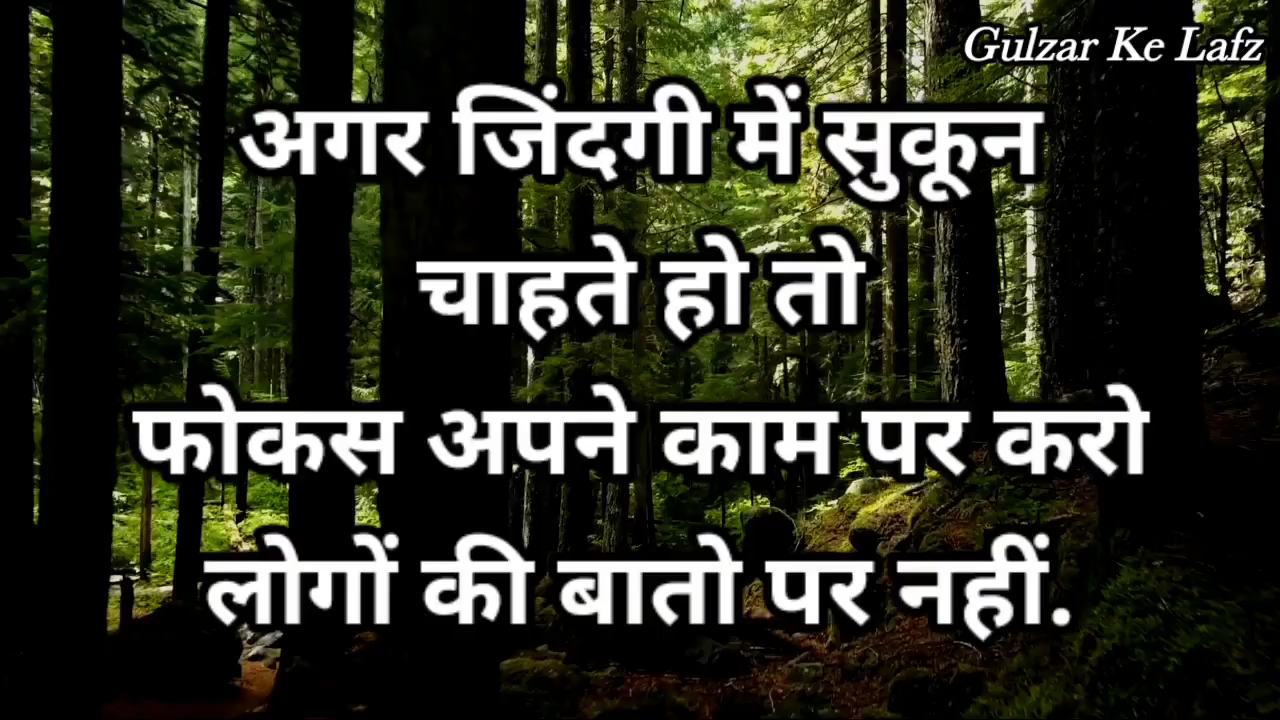 Gulzar Ke Lafz
अगर जिंदगी में सुकून
चाहते हो तो
फोकस अपने काम पर करो
लोगों की बातो पर नहीं.